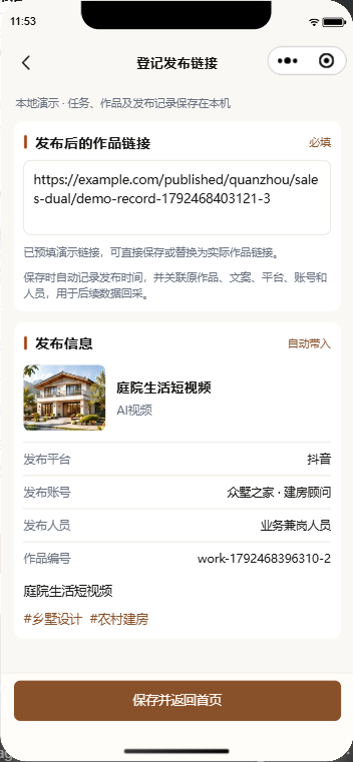 11:53
登记发布链接
本地演示 · 任务、作品及发布记录保存在本机
发布后的作品链接
必填
https://example.com/published/quanzhou/sale
s-dual/demo-record-1792468403121-3
已预填演示链接，可直接保存或替换为实际作品链接。
保存时自动记录发布时间，并关联原作品、文案、平台、账号和
人员，用于后续数据回采。
发布信息
自动带入
庭院生活短视频
AI视频
发布平台
抖音
发布账号
众墅之家 · 建房顾问
发布人员
业务兼岗人员
作品编号
work-1792468396310-2
庭院生活短视频
#乡墅设计 #农村建房
保存并返回首页